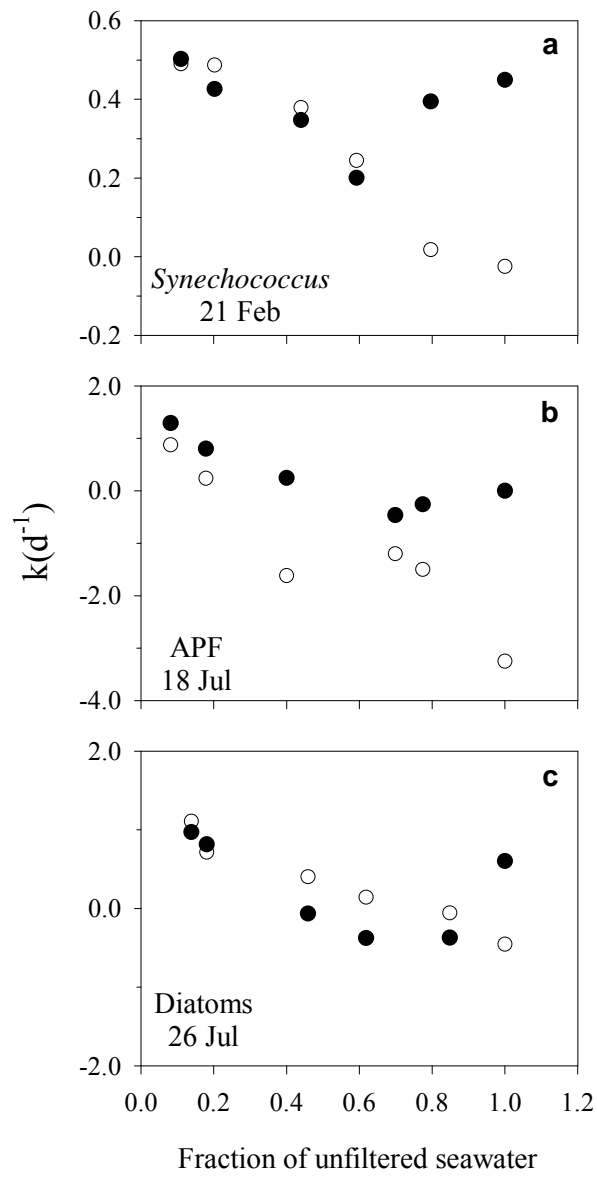 0.6
a
0.4
0.2
0.0
Synechococcus
21 Feb
-0.2
2.0
b
0.0
k(d-1)
-2.0
APF
18 Jul
-4.0
2.0
c
0.0
Diatoms
26 Jul
-2.0
0.0 0.2 0.4 0.6 0.8 1.0 1.2
Fraction of unfiltered seawater